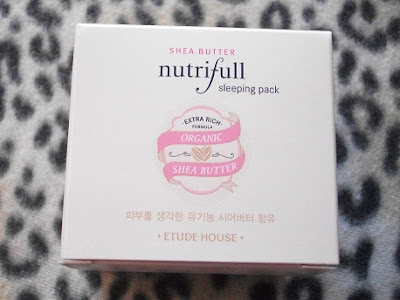 SHEA BUTTER
nutrifull
sleeping pack
EXTRA RICH
FORMULA
ORGANIC
SHEA BUTTER
피부를 생각한 유기농 시어버터 함유
• ETUDE HOUSE •